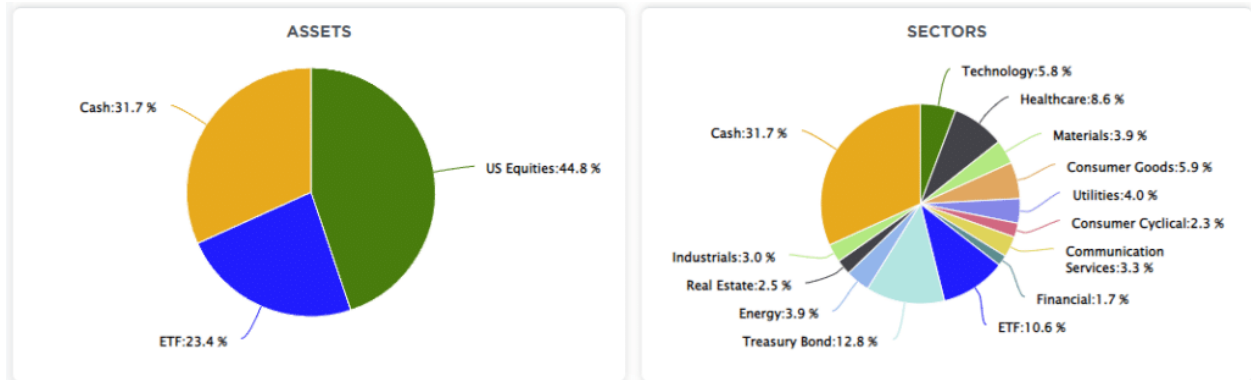 ASSETS
Cash:31.7 %
US Equities:44.8 %
ETF:23.4 %
SECTORS
Technology:5.8 %
Healthcare:8.6 %
Materials:3.9 %
Consumer Goods:5.9 %
Utilities:4.0 %
Consumer Cyclical:2.3 %
Communication
Services:3.3 %
Financial:1.7 %
ETF:10.6 %
Treasury Bond:12.8 %
Energy:3.9 %
Real Estate:2.5 %
Industrials:3.0 %
Cash:31.7 %